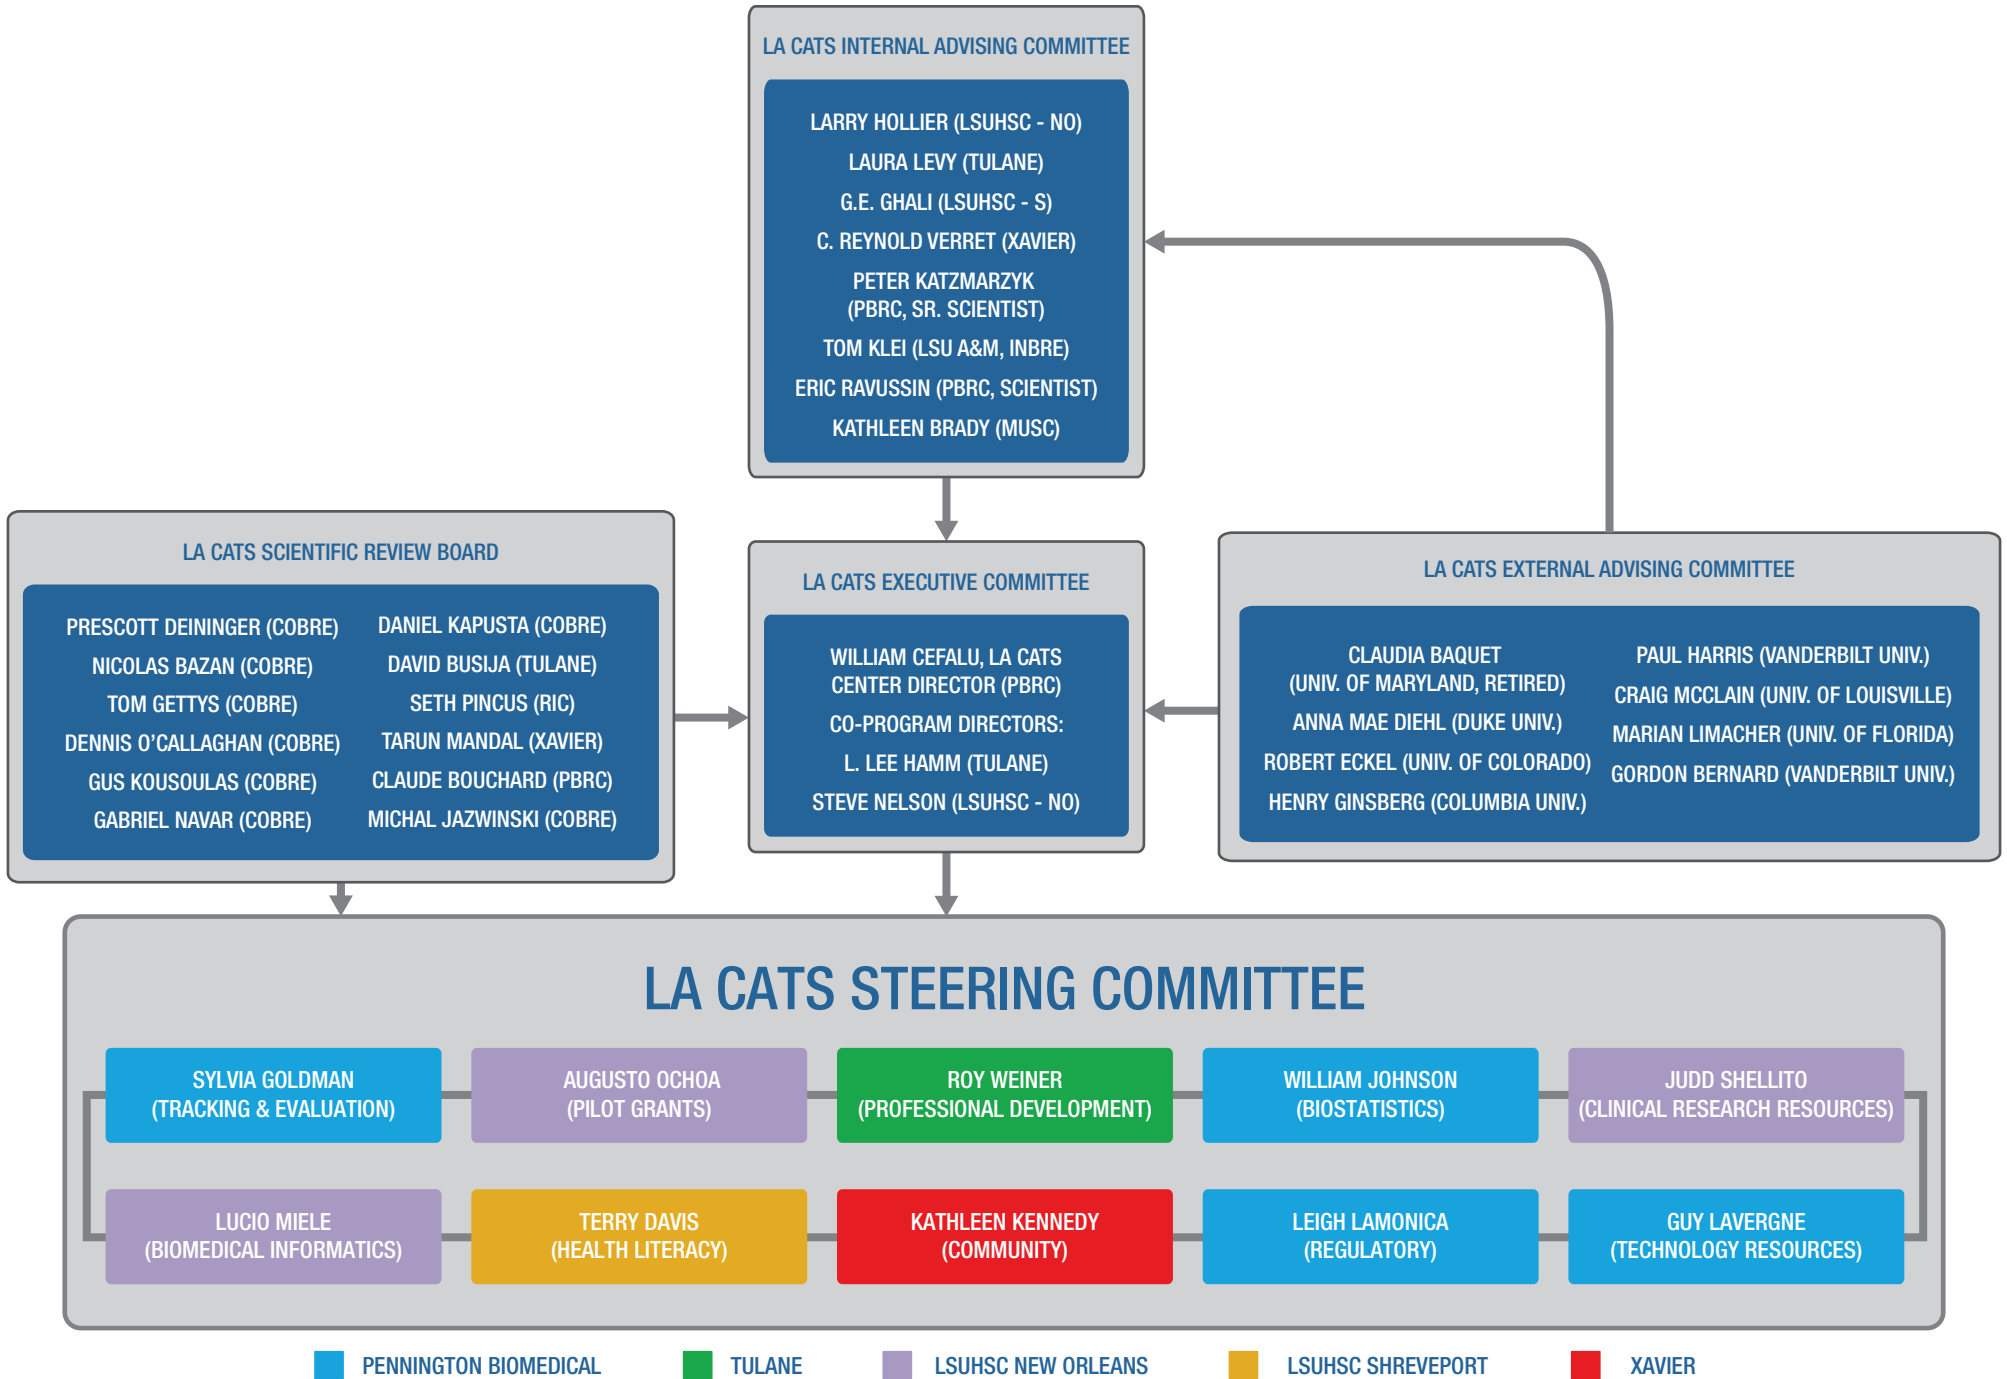 LA CATS INTERNAL ADVISING COMMITTEE
LARRY HOLLIER (LSUHSC - NO)
LAURA LEVY (TULANE)
G.E. GHALI (LSUHSC - S)
C. REYNOLD VERRET (XAVIER)
PETER KATZMARZYK
(PBRC, SR. SCIENTIST)
TOM KLEI (LSU A&M, INBRE)
ERIC RAVUSSIN (PBRC, SCIENTIST)
KATHLEEN BRADY (MUSC)
LA CATS SCIENTIFIC REVIEW BOARD
PRESCOTT DEININGER (COBRE)
NICOLAS BAZAN (COBRE)
TOM GETTYS (COBRE)
DENNIS O'CALLAGHAN (COBRE)
GUS KOUSOULAS (COBRE)
GABRIEL NAVAR (COBRE)
DANIEL KAPUSTA (COBRE)
DAVID BUSIJA (TULANE)
SETH PINCUS (RIC)
TARUN MANDAL (XAVIER)
CLAUDE BOUCHARD (PBRC)
MICHAL JAZWINSKI (COBRE)
LA CATS EXECUTIVE COMMITTEE
WILLIAM CEFALU, LA CATS
CENTER DIRECTOR (PBRC)
CO-PROGRAM DIRECTORS:
L. LEE HAMM (TULANE)
STEVE NELSON (LSUHSC - NO)
LA CATS EXTERNAL ADVISING COMMITTEE
CLAUDIA BAQUET
(UNIV. OF MARYLAND, RETIRED)
ANNA MAE DIEHL (DUKE UNIV.)
ROBERT ECKEL (UNIV. OF COLORADO)
HENRY GINSBERG (COLUMBIA UNIV.)
PAUL HARRIS (VANDERBILT UNIV.)
CRAIG MCCLAIN (UNIV. OF LOUISVILLE)
MARIAN LIMACHER (UNIV. OF FLORIDA)
GORDON BERNARD (VANDERBILT UNIV.)
LA CATS STEERING COMMITTEE
SYLVIA GOLDMAN
(TRACKING & EVALUATION)
AUGUSTO OCHOA
(PILOT GRANTS)
ROY WEINER
(PROFESSIONAL DEVELOPMENT)
WILLIAM JOHNSON
(BIOSTATISTICS)
JUDD SHELLITO
(CLINICAL RESEARCH RESOURCES)
LUCIO MIELE
(BIOMEDICAL INFORMATICS)
TERRY DAVIS
(HEALTH LITERACY)
KATHLEEN KENNEDY
(COMMUNITY)
LEIGH LAMONICA
(REGULATORY)
GUY LAVERGNE
(TECHNOLOGY RESOURCES)
PENNINGTON BIOMEDICAL
TULANE
LSUHSC NEW ORLEANS
LSUHSC SHREVEPORT
XAVIER